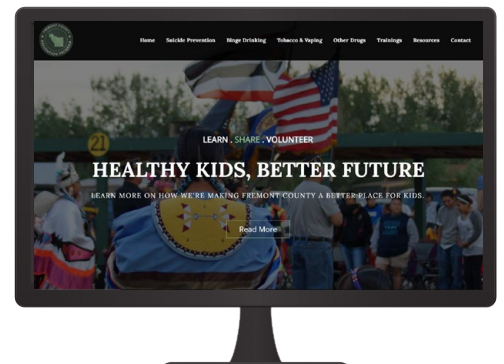 Home Suicide Prevention Binge Drinking Tobacco & Vaping Other Drugs Trainings Resources Contact
21
LEARN . SHARE . VOLUNTEER
HEALTHY KIDS, BETTER FUTURE
LEARN MORE ON HOW WE'RE MAKING FREMONT COUNTY A BETTER PLACE FOR KIDS.
Read More